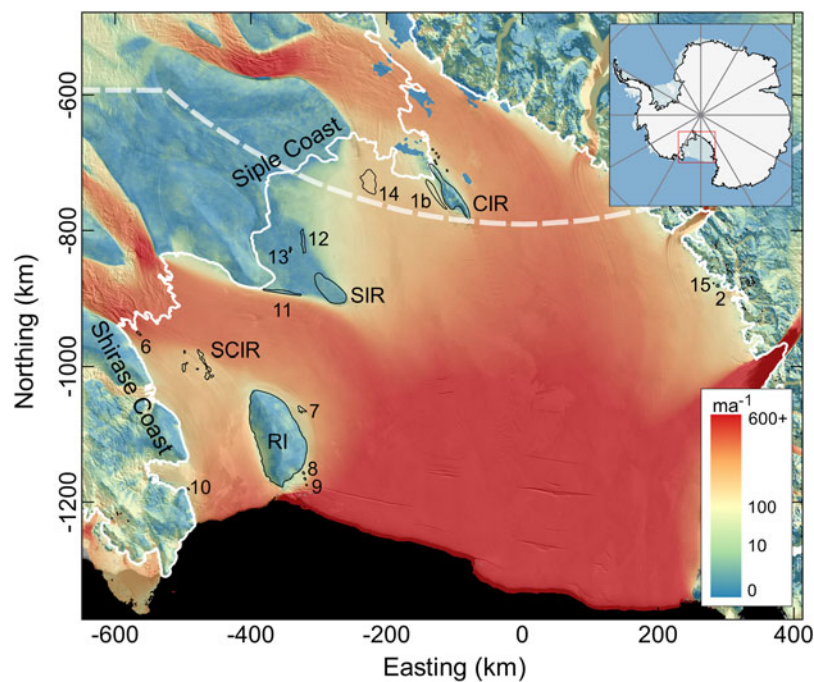 -600
-800
-1000
-1200
Northing (km)
Siple Coast
14
1b
CIR
12
13
15
2
SIR
11
Shirase Coast
6
SCIR
7
RI
8
9
10
ma⁻¹
600+
100
10
0
-600
-400
-200
0
200
400
Easting (km)